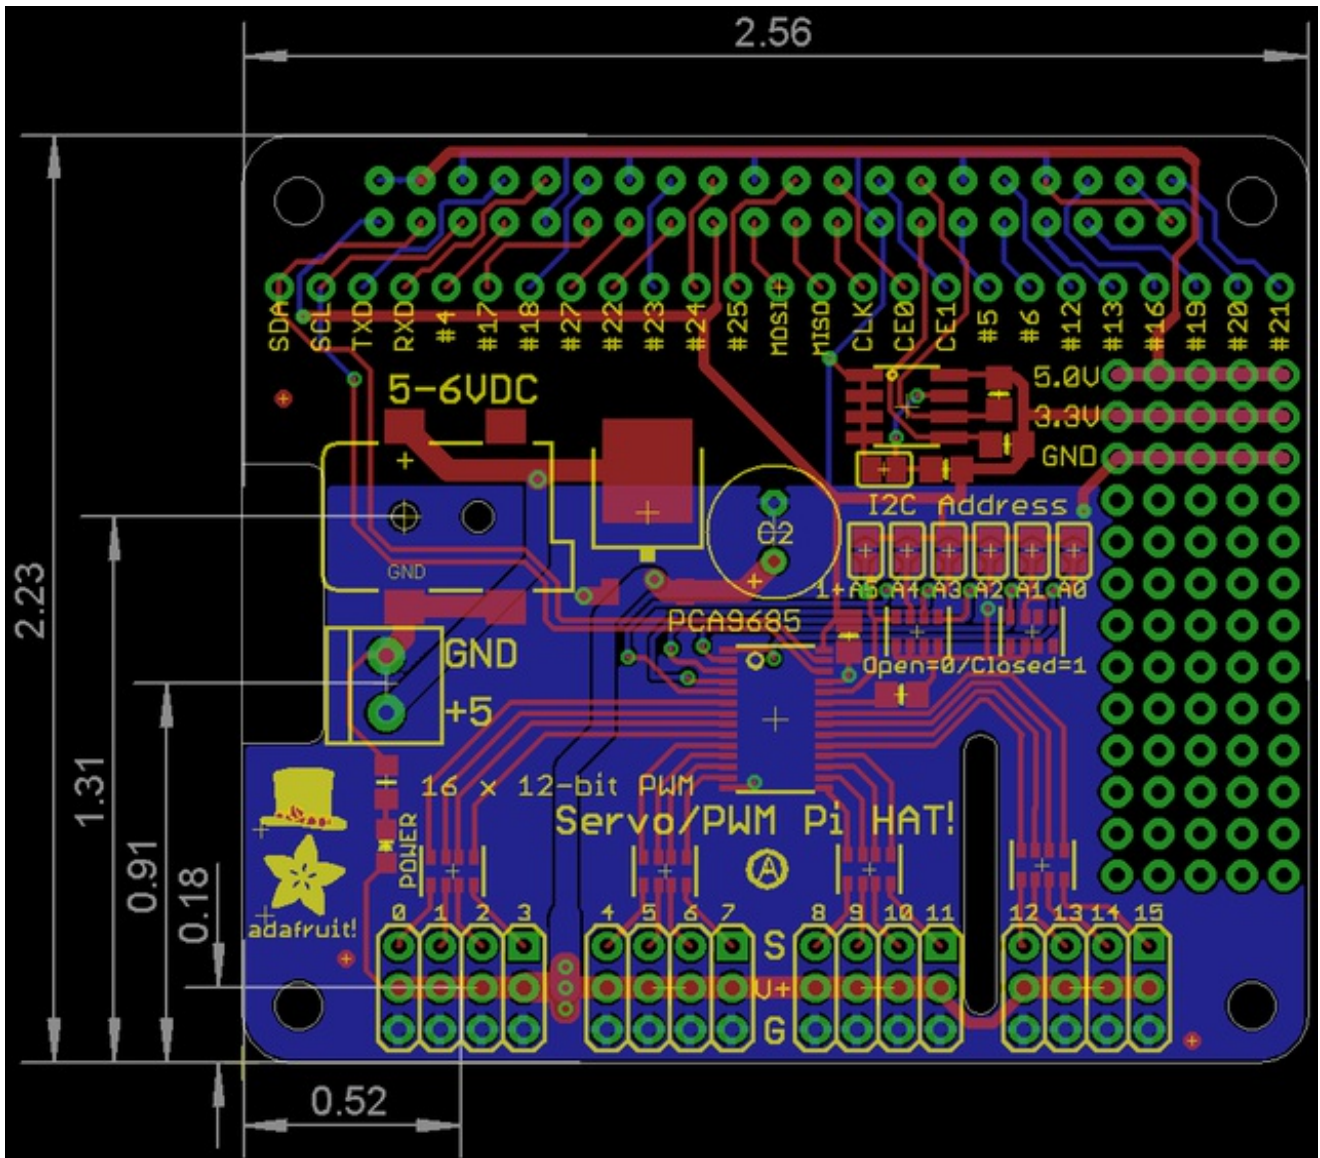 2.56
SDA SCL TXD RXD #4 #17 #18 #27 #22 #23 #24 #25 MOSI MISO CLK CE0 CE1 #5 #6 #12 #13 #16 #19 #20 #21
5-6VDC
5.0V
3.3V
GND
+
I2C Address
C2
GND
+
1+A5 A4 A3 A2 A1 A0
2.23
PCA9685
GND
Open=0/Closed=1
+5
1.31
16 x 12-bit PWM
Servo/PWM Pi HAT!
POWER
A
0.91
0.18
adafruit!
0 1 2 3 4 5 6 7 8 9 10 11 12 13 14 15
S
V+
G
0.52